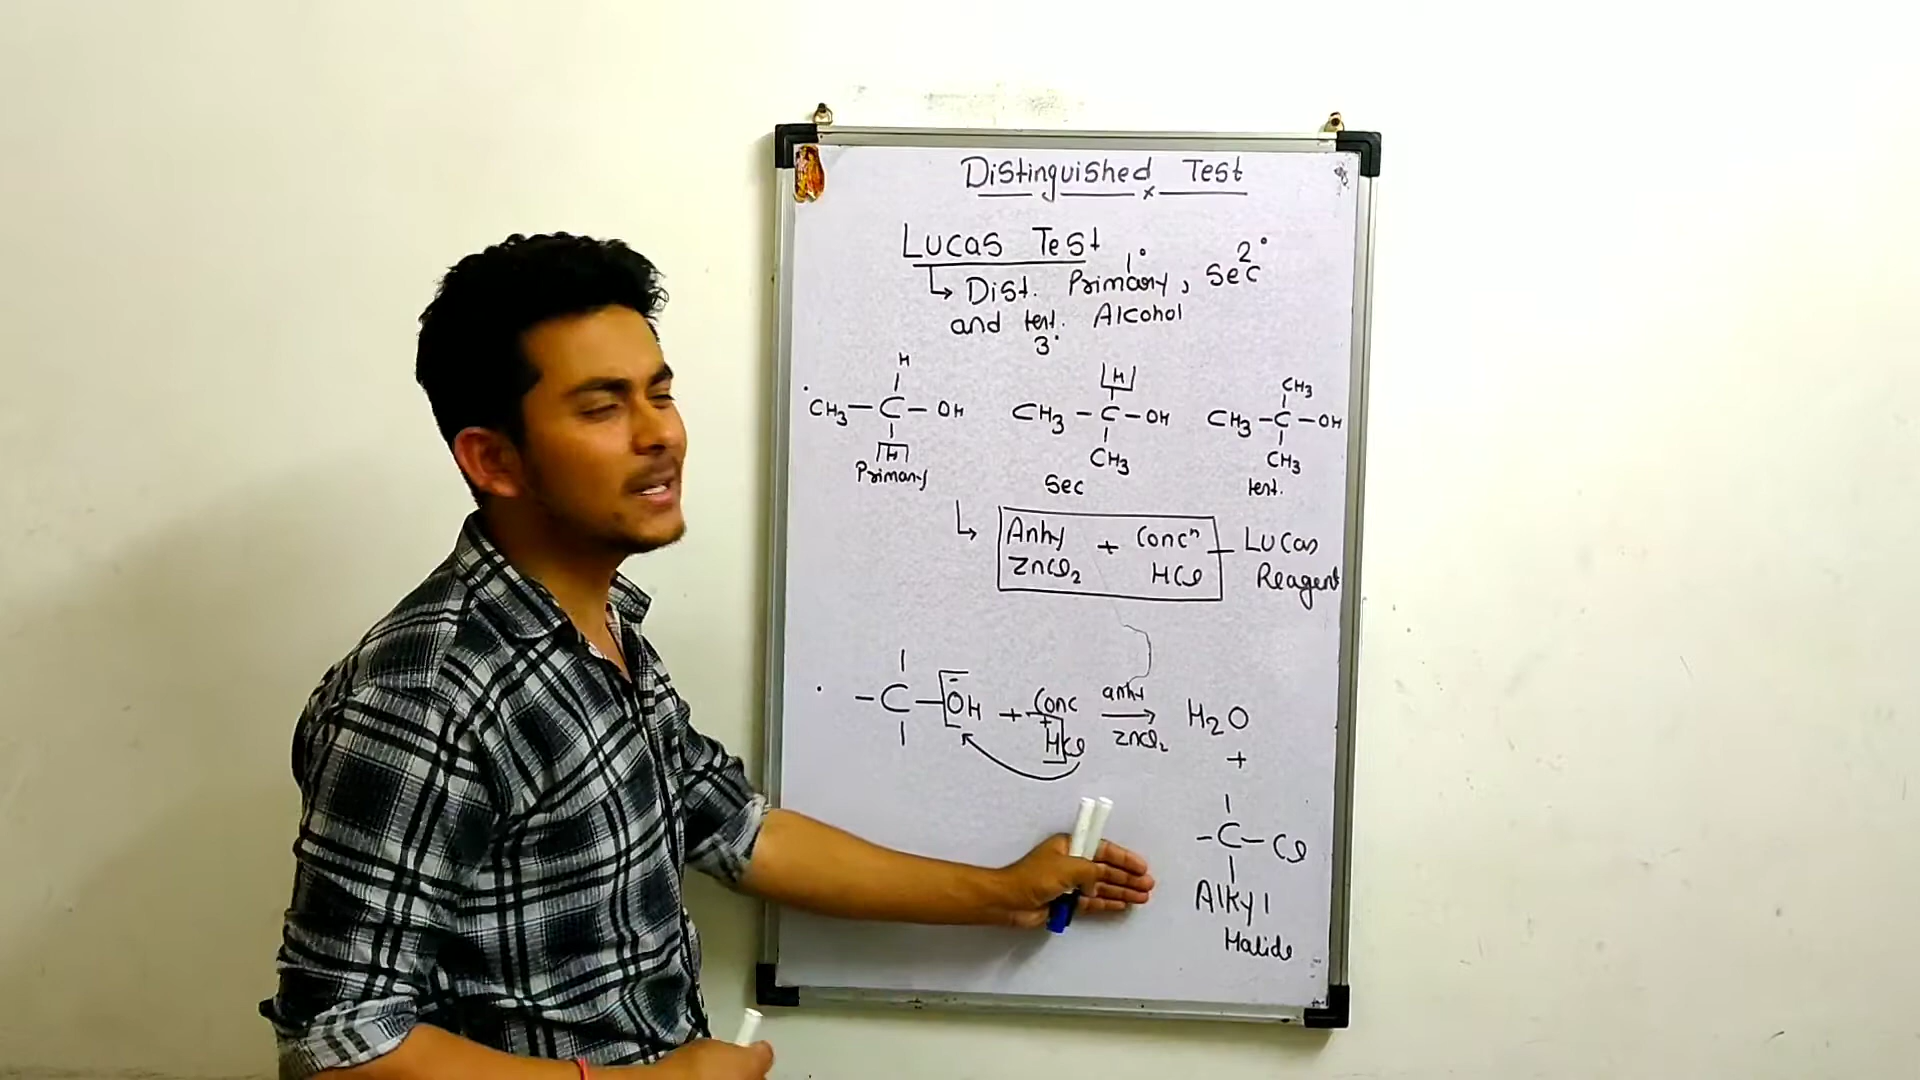 Distinguished Test
Lucas Test
1° 2°
↳ Dist. Primary, Sec
and tert. Alcohol
3°
H H CH3
CH3 - C - OH CH3 - C - OH CH3 - C - OH
H CH3 CH3
Primary Sec tert.
↳ Anhy + Concⁿ - Lucas
ZnCl2 HCl Reagent
- C - OH + Conc anhy → H2O
HCl ZnCl2
+
- C - Cl
Alkyl
Halide